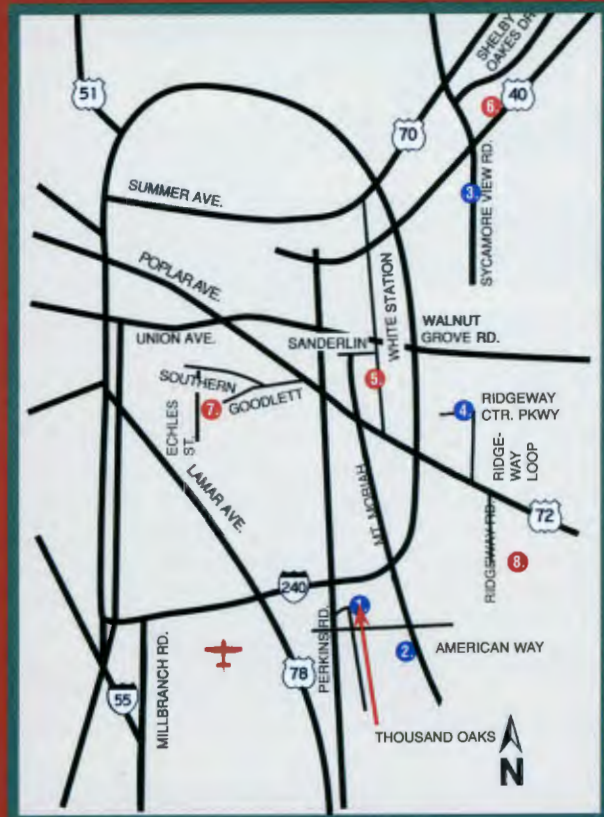 SHELBY
OAKES DR
51
6.
40
70
SUMMER AVE.
3.
SYCAMORE VIEW RD.
POPLAR AVE.
WHITE STATION
UNION AVE.
SANDERLIN
WALNUT
GROVE RD.
SOUTHERN
5.
7.
GOODLETT
ECHLES
ST.
4.
RIDGEWAY
CTR. PKWY
RIDGE-
WAY
LOOP
LAMAR AVE.
MT. MORIAH
72
RIDGEWAY RD.
8.
240
1.
PERKINS RD.
2.
AMERICAN WAY
MILLBRANCH RD.
78
55
THOUSAND OAKS
N